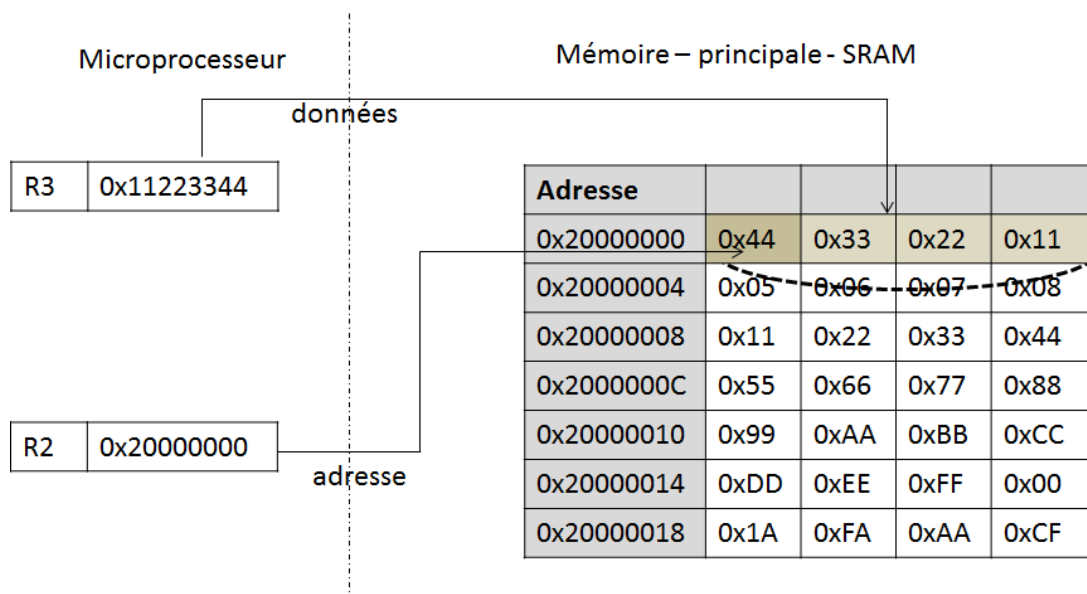 Microprocesseur
Mémoire – principale - SRAM
données
R3 0x11223344
Adresse
0x20000000 0x44 0x33 0x22 0x11
0x20000004 0x05 0x06 0x07 0x08
0x20000008 0x11 0x22 0x33 0x44
0x2000000C 0x55 0x66 0x77 0x88
R2 0x20000000
0x20000010 0x99 0xAA 0xBB 0xCC
adresse
0x20000014 0xDD 0xEE 0xFF 0x00
0x20000018 0x1A 0xFA 0xAA 0xCF